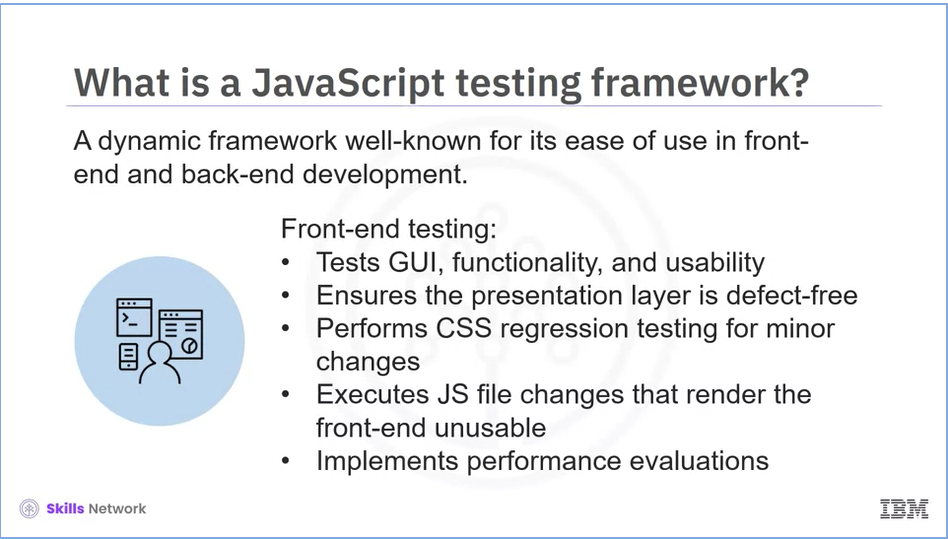 What is a JavaScript testing framework?
A dynamic framework well-known for its ease of use in front-
end and back-end development.
Front-end testing:
• Tests GUI, functionality, and usability
• Ensures the presentation layer is defect-free
• Performs CSS regression testing for minor
changes
• Executes JS file changes that render the
front-end unusable
• Implements performance evaluations
Skills Network
IBM